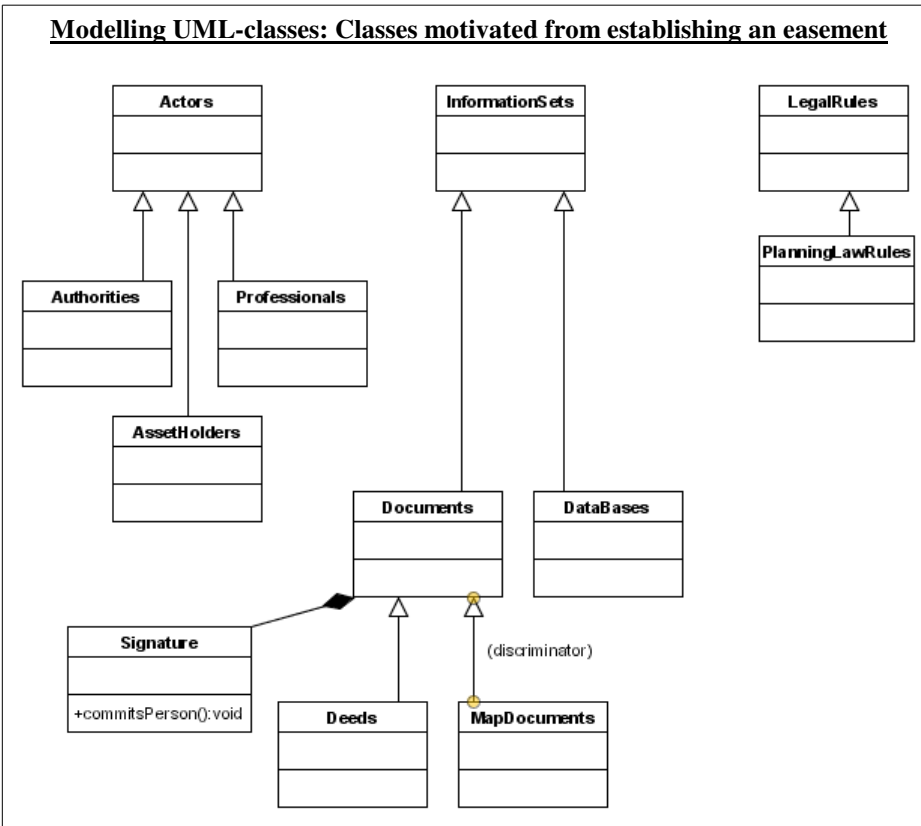 Modelling UML-classes: Classes motivated from establishing an easement
Actors
InformationSets
LegalRules
PlanningLawRules
Authorities
Professionals
AssetHolders
Documents
DataBases
Signature
(discriminator)
+commitsPerson():void
Deeds
MapDocuments